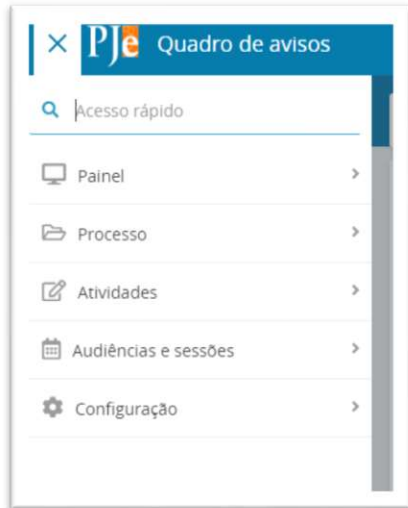 PJe Quadro de avisos
Acesso rápido
Painel
Processo
Atividades
Audiências e sessões
Configuração